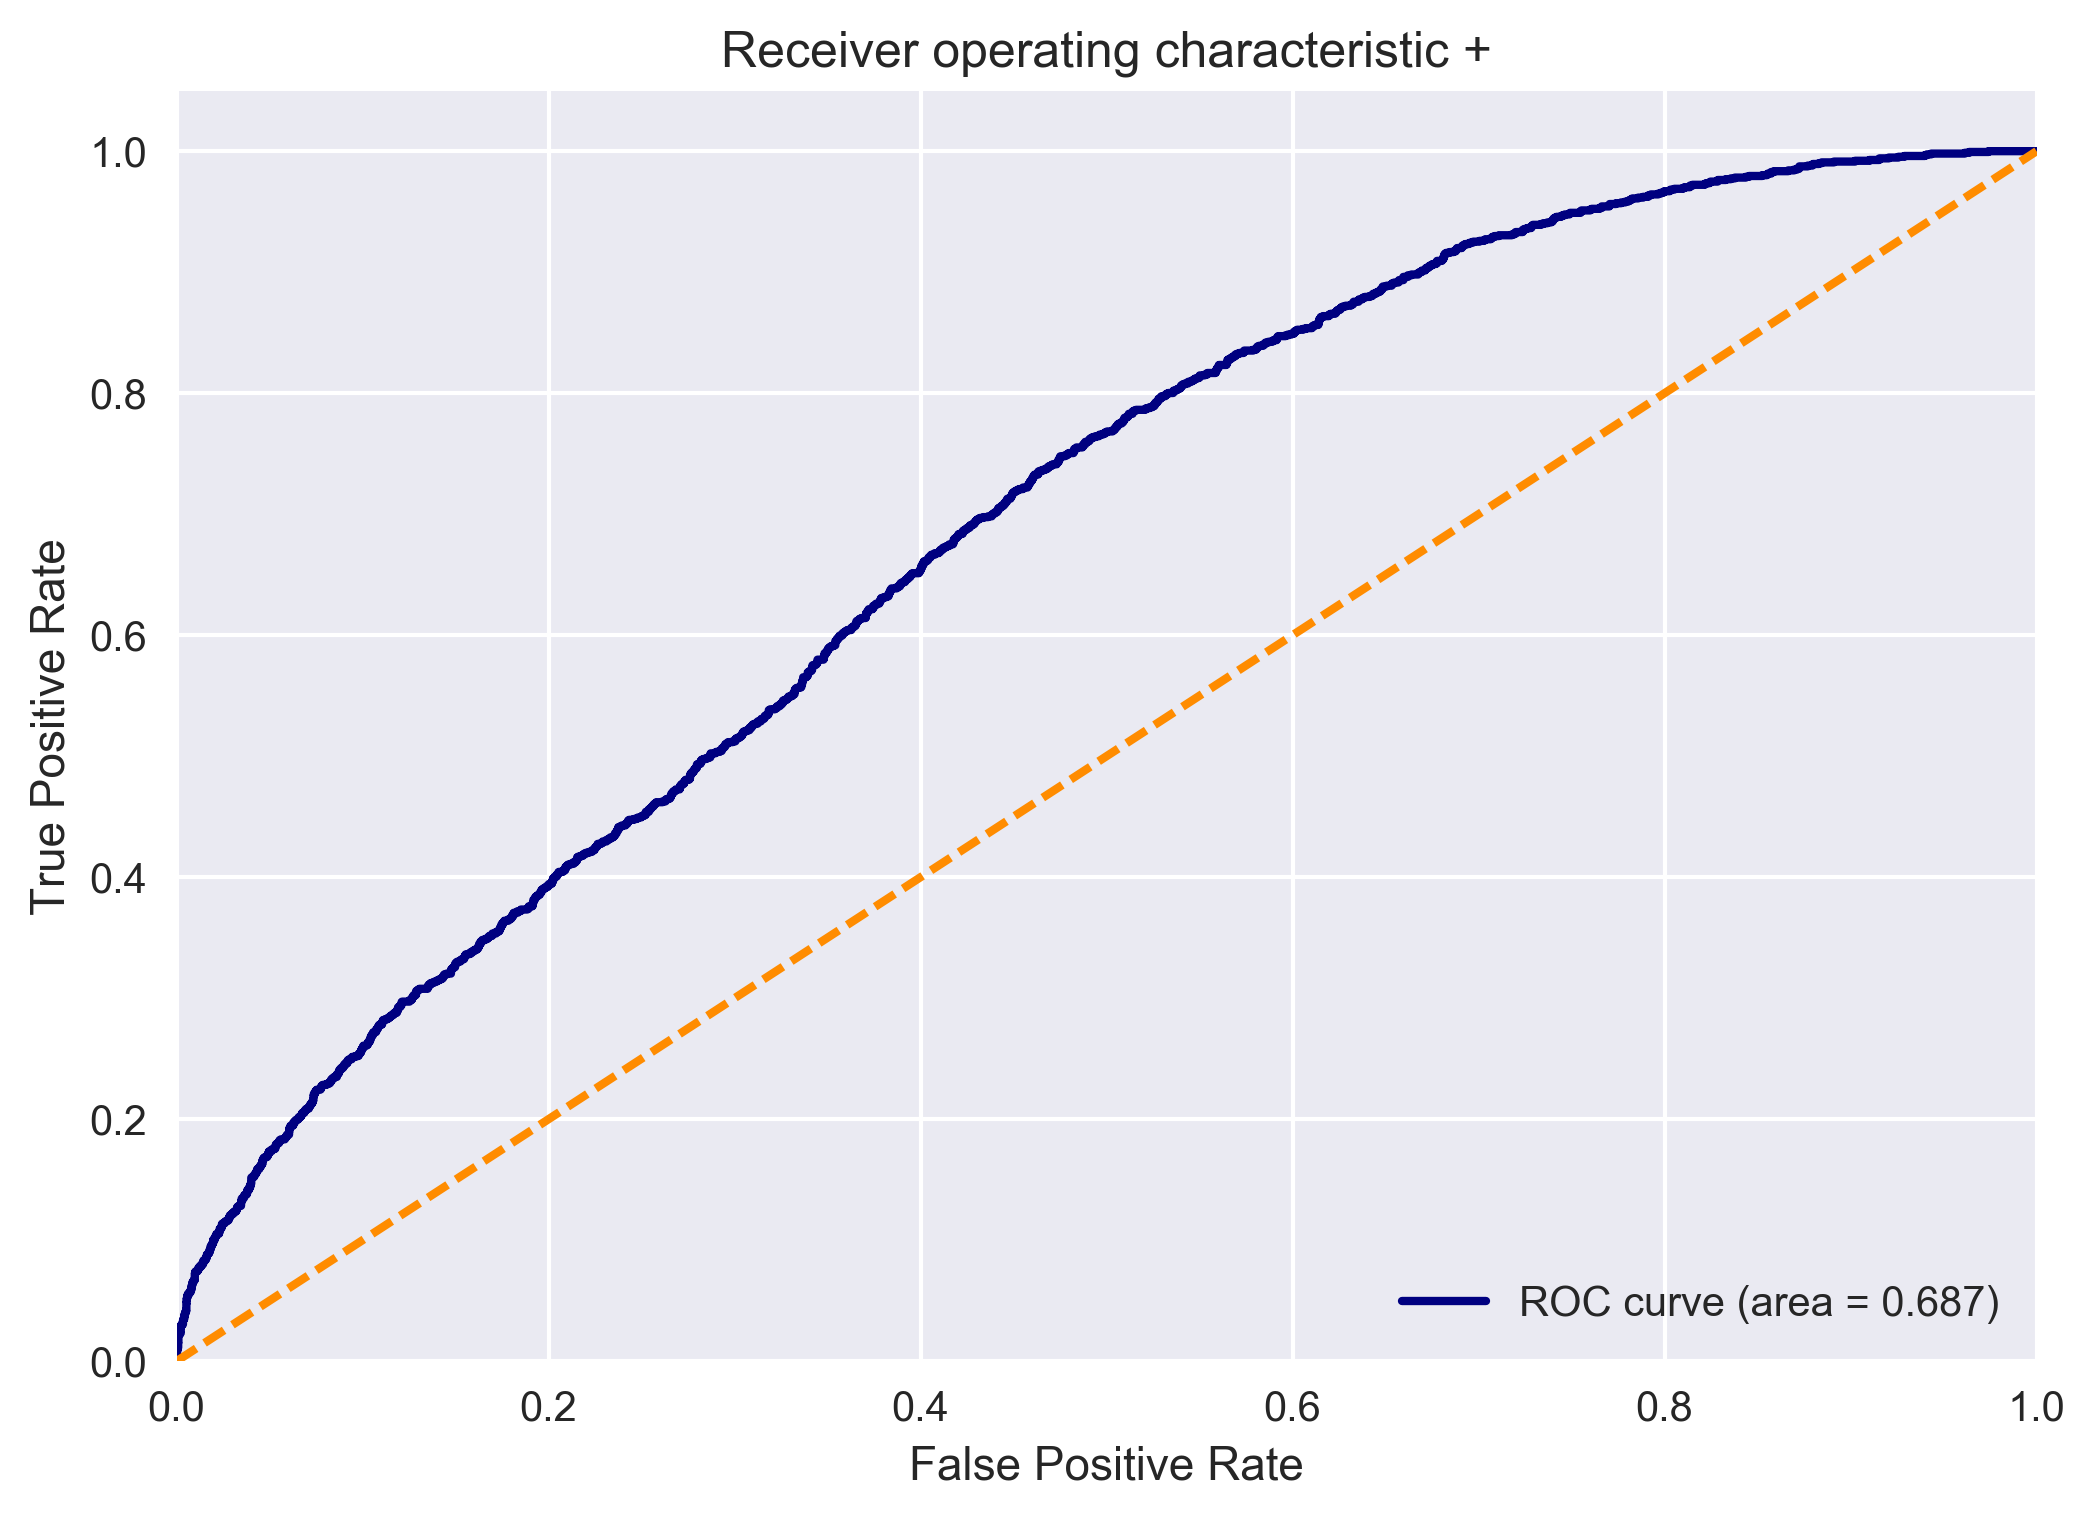 Receiver operating characteristic +
1.0
0.8
0.6
0.4
0.2
0.0
True Positive Rate
ROC curve (area = 0.687)
0.0 0.2 0.4 0.6 0.8 1.0
False Positive Rate